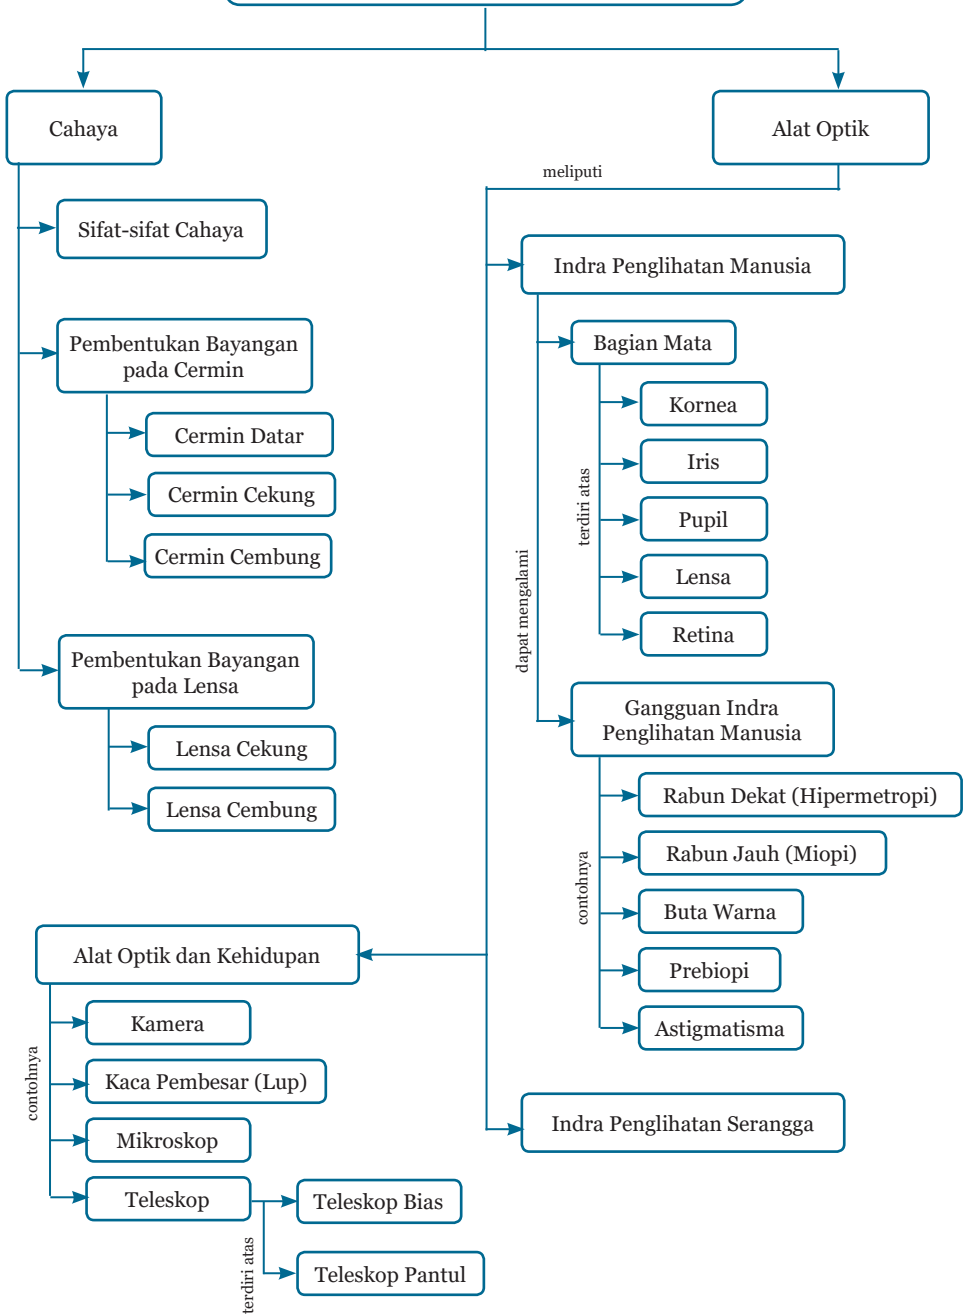 Cahaya
Alat Optik
meliputi
Sifat-sifat Cahaya
Pembentukan Bayangan
pada Cermin
Cermin Datar
Cermin Cekung
Cermin Cembung
Pembentukan Bayangan
pada Lensa
Lensa Cekung
Lensa Cembung
Indra Penglihatan Manusia
Bagian Mata
terdiri atas
Kornea
Iris
Pupil
Lensa
Retina
dapat mengalami
Gangguan Indra
Penglihatan Manusia
contohnya
Rabun Dekat (Hipermetropi)
Rabun Jauh (Miopi)
Buta Warna
Prebiopi
Astigmatisma
Alat Optik dan Kehidupan
contohnya
Kamera
Kaca Pembesar (Lup)
Mikroskop
Teleskop
terdiri atas
Teleskop Bias
Teleskop Pantul
Indra Penglihatan Serangga